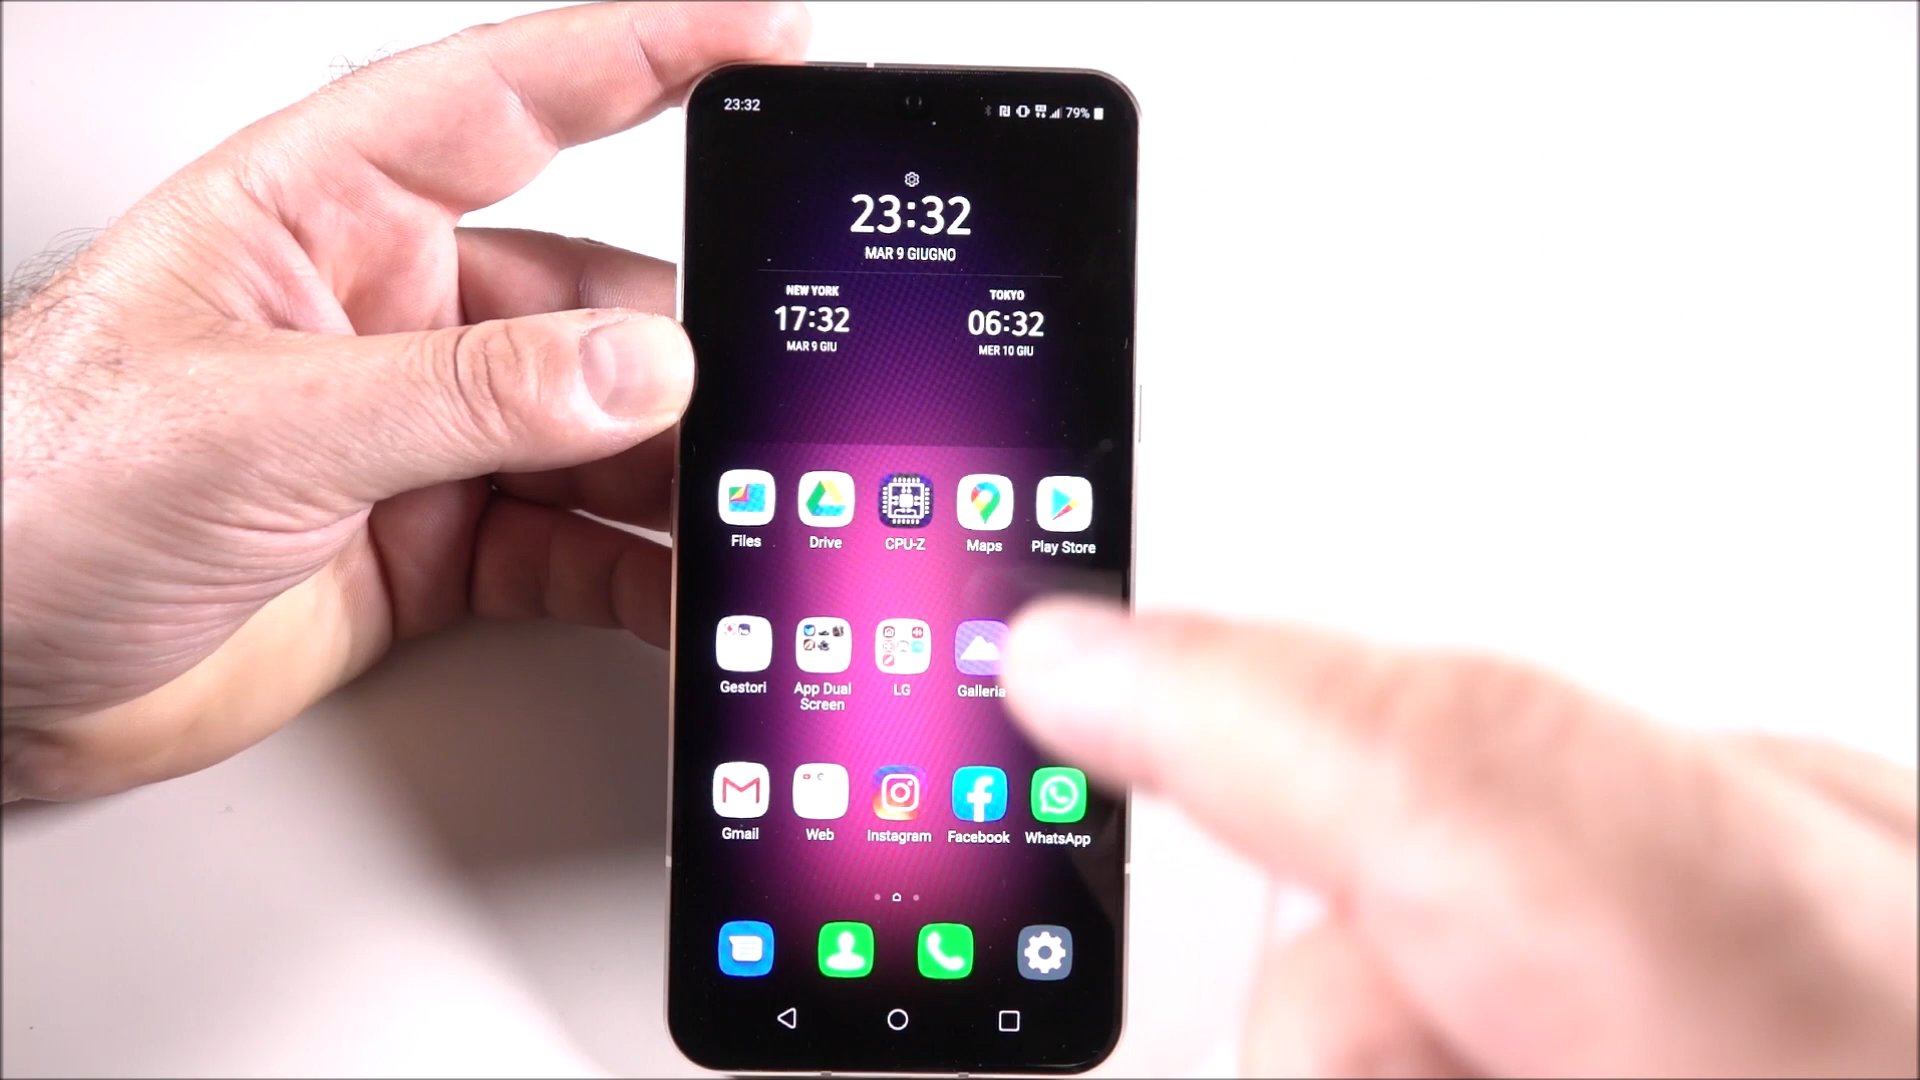 23:32
79%
23:32
MAR 9 GIUGNO
NEW YORK
TOKYO
17:32
06:32
MAR 9 GIU
MER 10 GIU
Files
Drive
CPU-Z
Maps
Play Store
Gestori
App Dual
Screen
LG
Galleria
Gmail
Web
Instagram
Facebook
WhatsApp